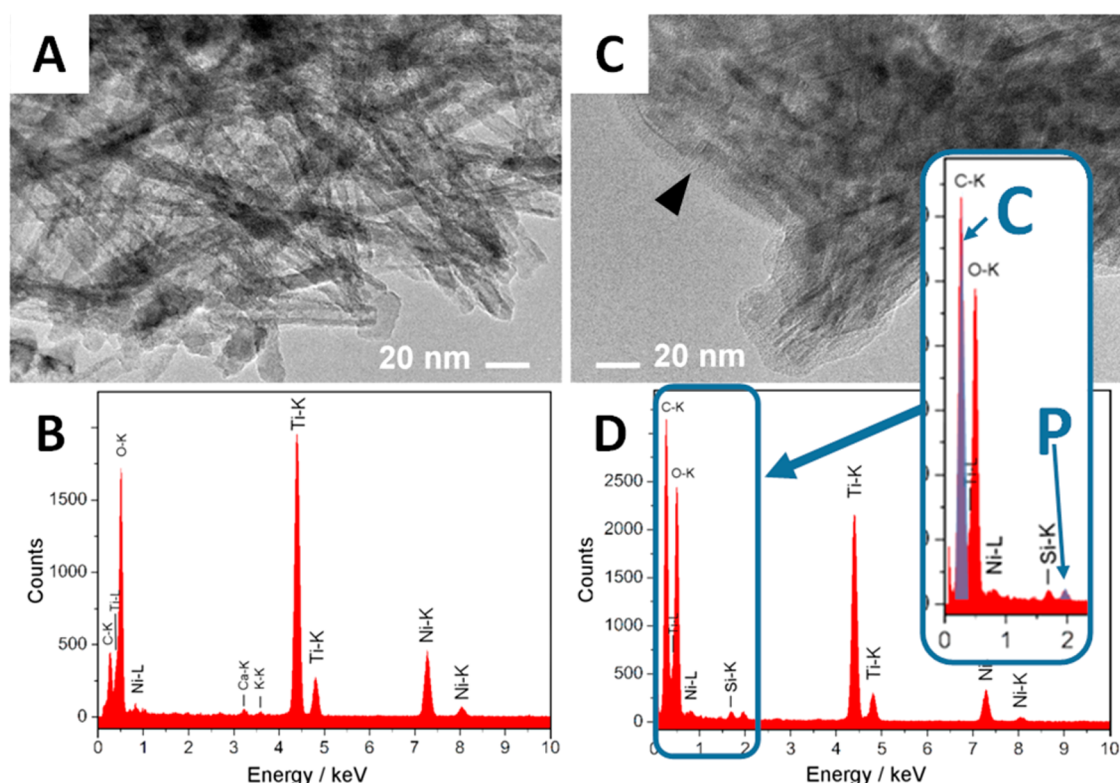 A
20 nm
C
20 nm
B
Counts
1500
1000
500
0
C-K
Ti-L
O-K
Ni-L
Ca-K
K-K
Ti-K
Ti-K
Ni-K
Ni-K
0 1 2 3 4 5 6 7 8 9 10
Energy / keV
D
Counts
2500
2000
1500
1000
500
0
C-K
O-K
Ti-L
Ni-L
Si-K
Ti-K
Ti-K
Ni-K
0 1 2 3 4 5 6 7 8 9 10
Energy / keV
C-K
C
O-K
P
Ti-L
Ni-L
Si-K
0 1 2